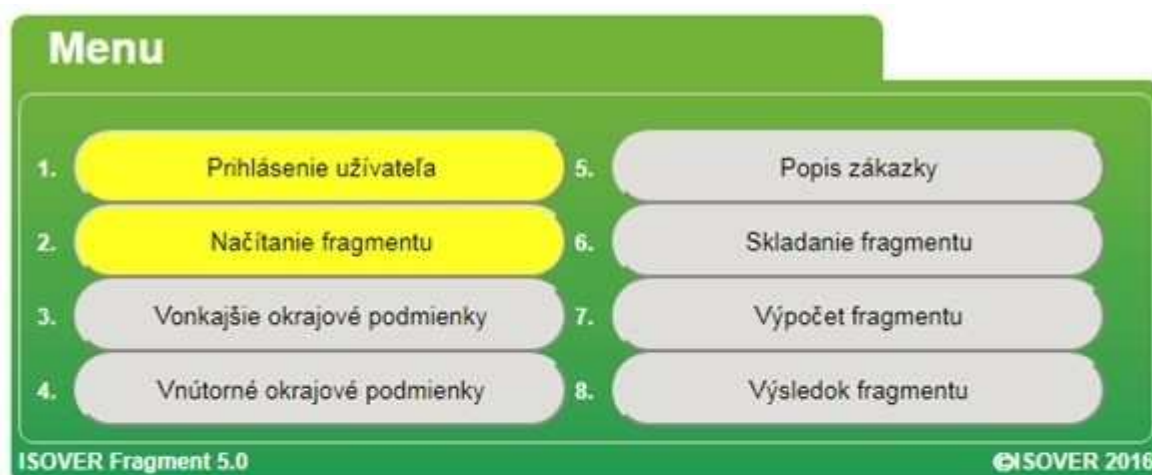 Menu
1. Prihlásenie užívateľa
2. Načítanie fragmentu
3. Vonkajšie okrajové podmienky
4. Vnútorné okrajové podmienky
5. Popis zákazky
6. Skladanie fragmentu
7. Výpočet fragmentu
8. Výsledok fragmentu
ISOVER Fragment 5.0
©ISOVER 2016